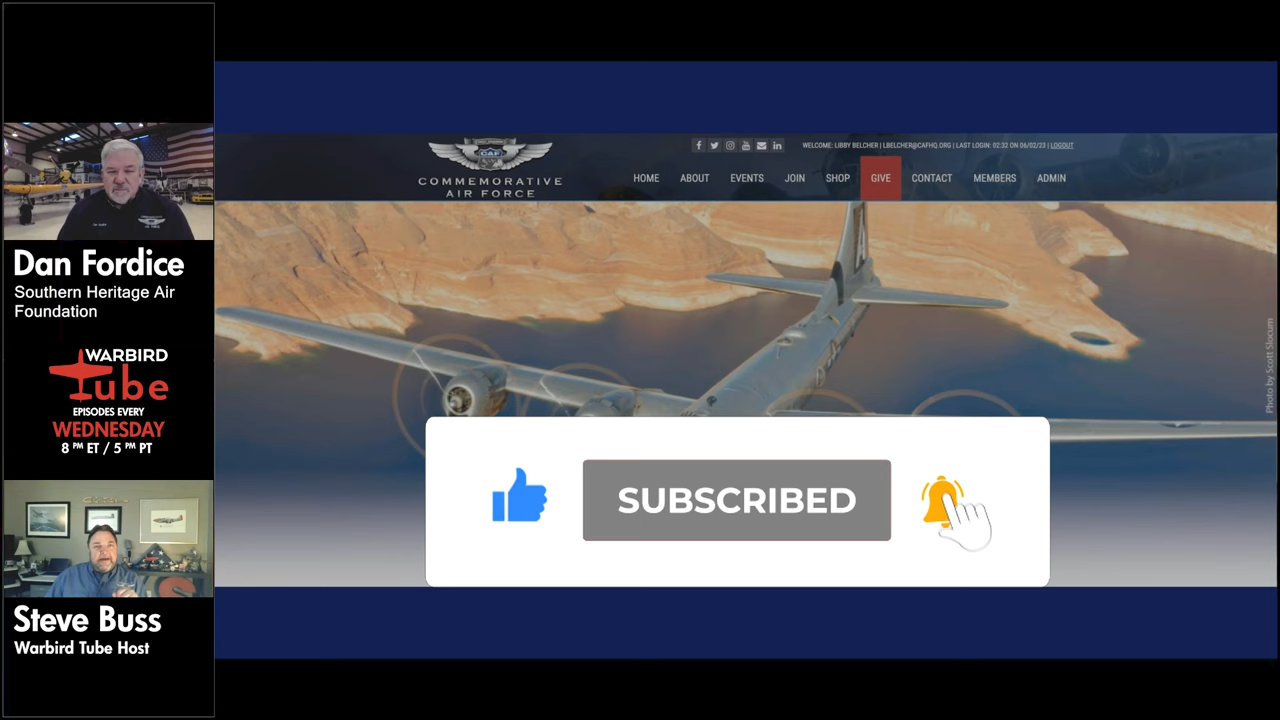 Dan Fordice
Southern Heritage Air
Foundation
WARBIRD
Tube
EPISODES EVERY
WEDNESDAY
8 PM ET / 5 PM PT
Steve Buss
Warbird Tube Host
CAF
COMMEMORATIVE
AIR FORCE
WELCOME: LIBBY BELCHER | LBELCHER@CAFHQ.ORG | LAST LOGIN: 02:32 ON 06/02/23 | LOGOUT
HOME ABOUT EVENTS JOIN SHOP GIVE CONTACT MEMBERS ADMIN
Photo by Scott Slocum
SUBSCRIBED